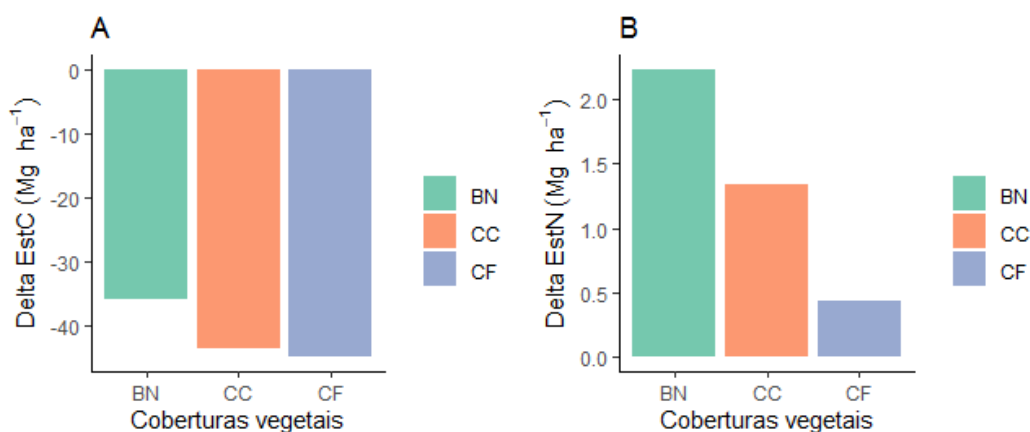 A
Delta EstC (Mg ha⁻¹)
0
-10
-20
-30
-40
BN
CC
CF
Coberturas vegetais
BN
CC
CF
B
Delta EstN (Mg ha⁻¹)
2.0
1.5
1.0
0.5
0.0
BN
CC
CF
Coberturas vegetais
BN
CC
CF